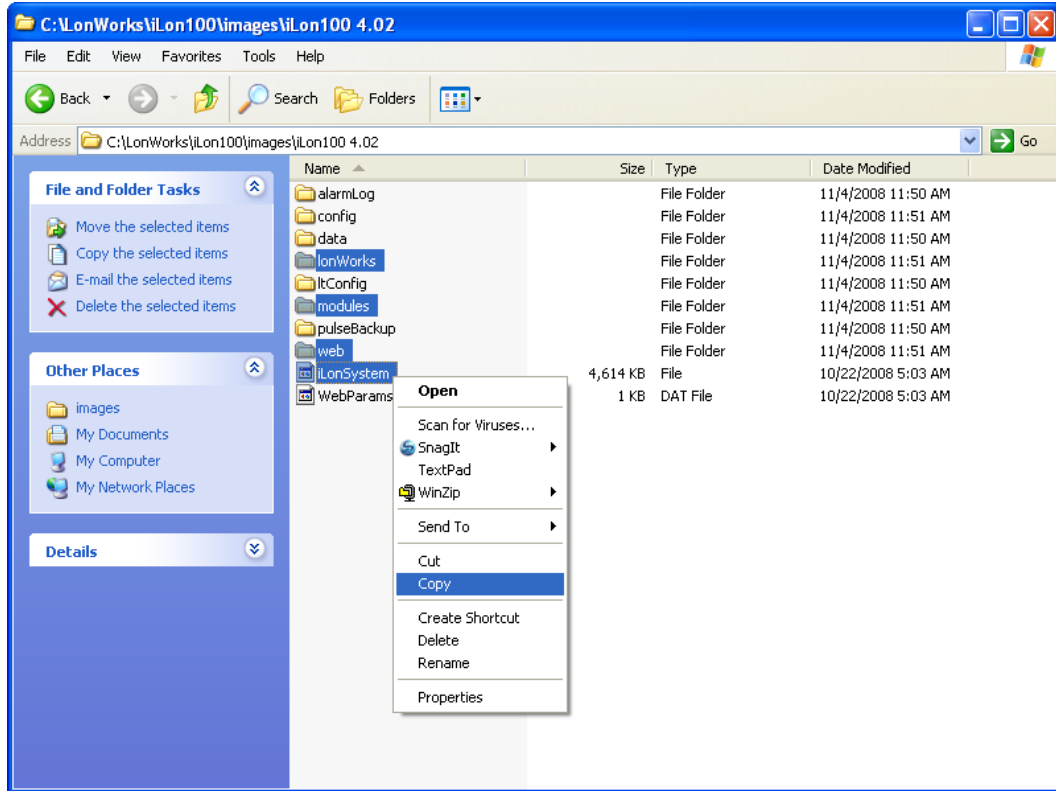 C:\LonWorks\iLon100\images\iLon100 4.02
File Edit View Favorites Tools Help
Back Search Folders
Address C:\LonWorks\iLon100\images\iLon100 4.02 Go
File and Folder Tasks
Move the selected items
Copy the selected items
E-mail the selected items
Delete the selected items
Other Places
images
My Documents
My Computer
My Network Places
Details
Name Size Type Date Modified
alarmLog File Folder 11/4/2008 11:50 AM
config File Folder 11/4/2008 11:51 AM
data File Folder 11/4/2008 11:50 AM
lonWorks File Folder 11/4/2008 11:51 AM
ltConfig File Folder 11/4/2008 11:50 AM
modules File Folder 11/4/2008 11:51 AM
pulseBackup File Folder 11/4/2008 11:50 AM
web File Folder 11/4/2008 11:51 AM
iLonSystem 4,614 KB File 10/22/2008 5:03 AM
WebParams 1 KB DAT File 10/22/2008 5:03 AM
Open
Scan for Viruses...
SnagIt
TextPad
WinZip
Send To
Cut
Copy
Create Shortcut
Delete
Rename
Properties